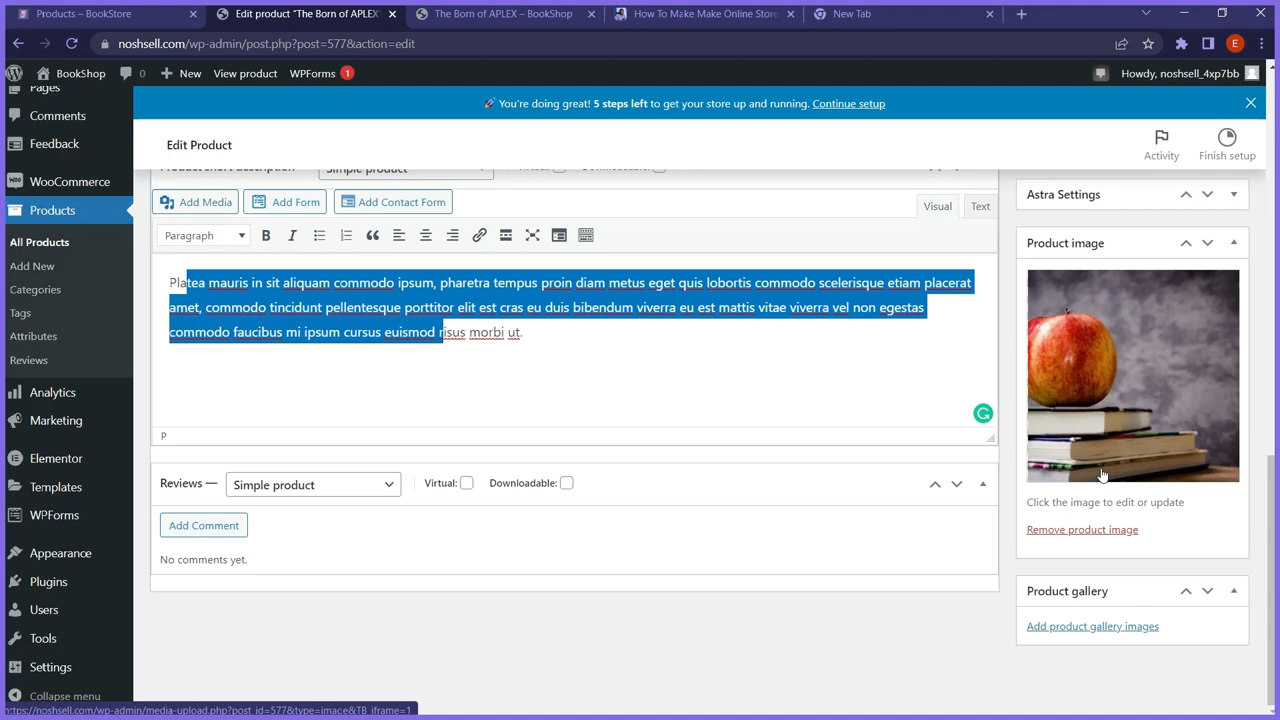 Products – BookStore
Edit product "The Born of APLEX"
The Born of APLEX – BookShop
How To Make Make Online Store
New Tab
noshsell.com/wp-admin/post.php?post=577&action=edit
BookShop
0
New
View product
WPForms
1
Howdy, noshsell_4xp7bb
Pages
Comments
Feedback
WooCommerce
Products
All Products
Add New
Categories
Tags
Attributes
Reviews
Analytics
Marketing
Elementor
Templates
WPForms
Appearance
Plugins
Users
Tools
Settings
Collapse menu
🚀 You're doing great! 5 steps left to get your store up and running. Continue setup
Edit Product
Activity
Finish setup
Product short description
Simple product
Virtual:
Downloadable:
Add Media
Add Form
Add Contact Form
Visual
Text
Paragraph
Platea mauris in sit aliquam commodo ipsum, pharetra tempus proin diam metus eget quis lobortis commodo scelerisque etiam placerat
amet, commodo tincidunt pellentesque porttitor elit est cras eu duis bibendum viverra eu est mattis vitae viverra vel non egestas
commodo faucibus mi ipsum cursus euismod risus morbi ut.
P
Reviews —
Simple product
Virtual:
Downloadable:
Add Comment
No comments yet.
Astra Settings
Product image
Click the image to edit or update
Remove product image
Product gallery
Add product gallery images
https://noshsell.com/wp-admin/media-upload.php?post_id=577&type=image&TB_iframe=1